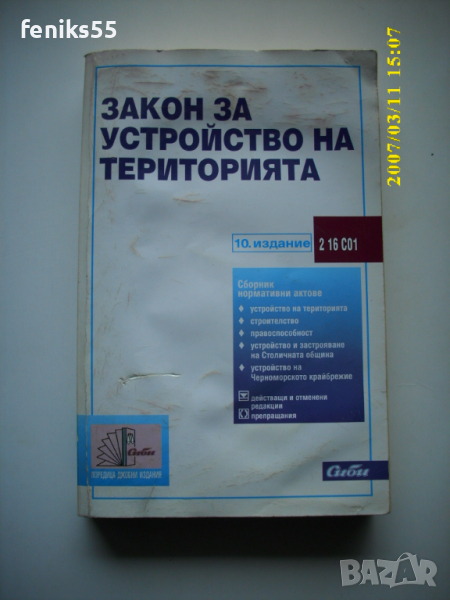 feniks55
2007/03/11 15:07
ЗАКОН ЗА
УСТРОЙСТВО НА
ТЕРИТОРИЯТА
10. издание
2 16 С01
Сборник
нормативни актове
♦ устройство на територията
♦ строителство
♦ правоспособност
♦ устройство и застрояване
на Столичната община
♦ устройство на
Черноморското крайбрежие
действащи и отменени
редакции
препращания
Сиби
ПОРЕДИЦА ДЖОБНИ ИЗДАНИЯ
Сиби
BAZAR